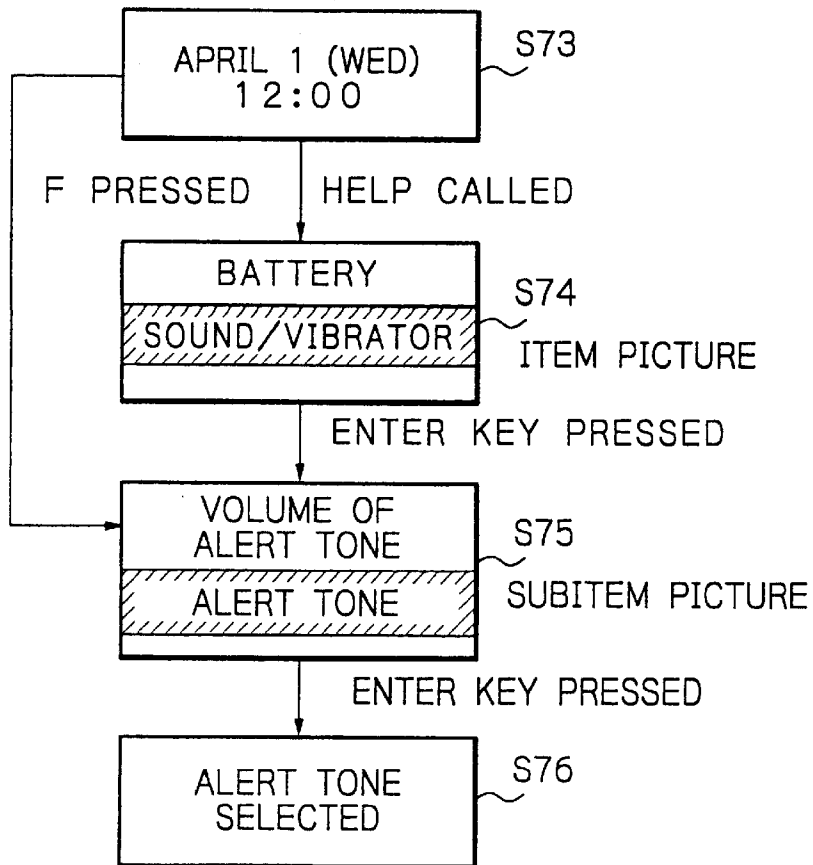 APRIL 1 (WED)
12:00
S73
F PRESSED
HELP CALLED
BATTERY
SOUND/VIBRATOR
S74
ITEM PICTURE
ENTER KEY PRESSED
VOLUME OF
ALERT TONE
ALERT TONE
S75
SUBITEM PICTURE
ENTER KEY PRESSED
ALERT TONE
SELECTED
S76